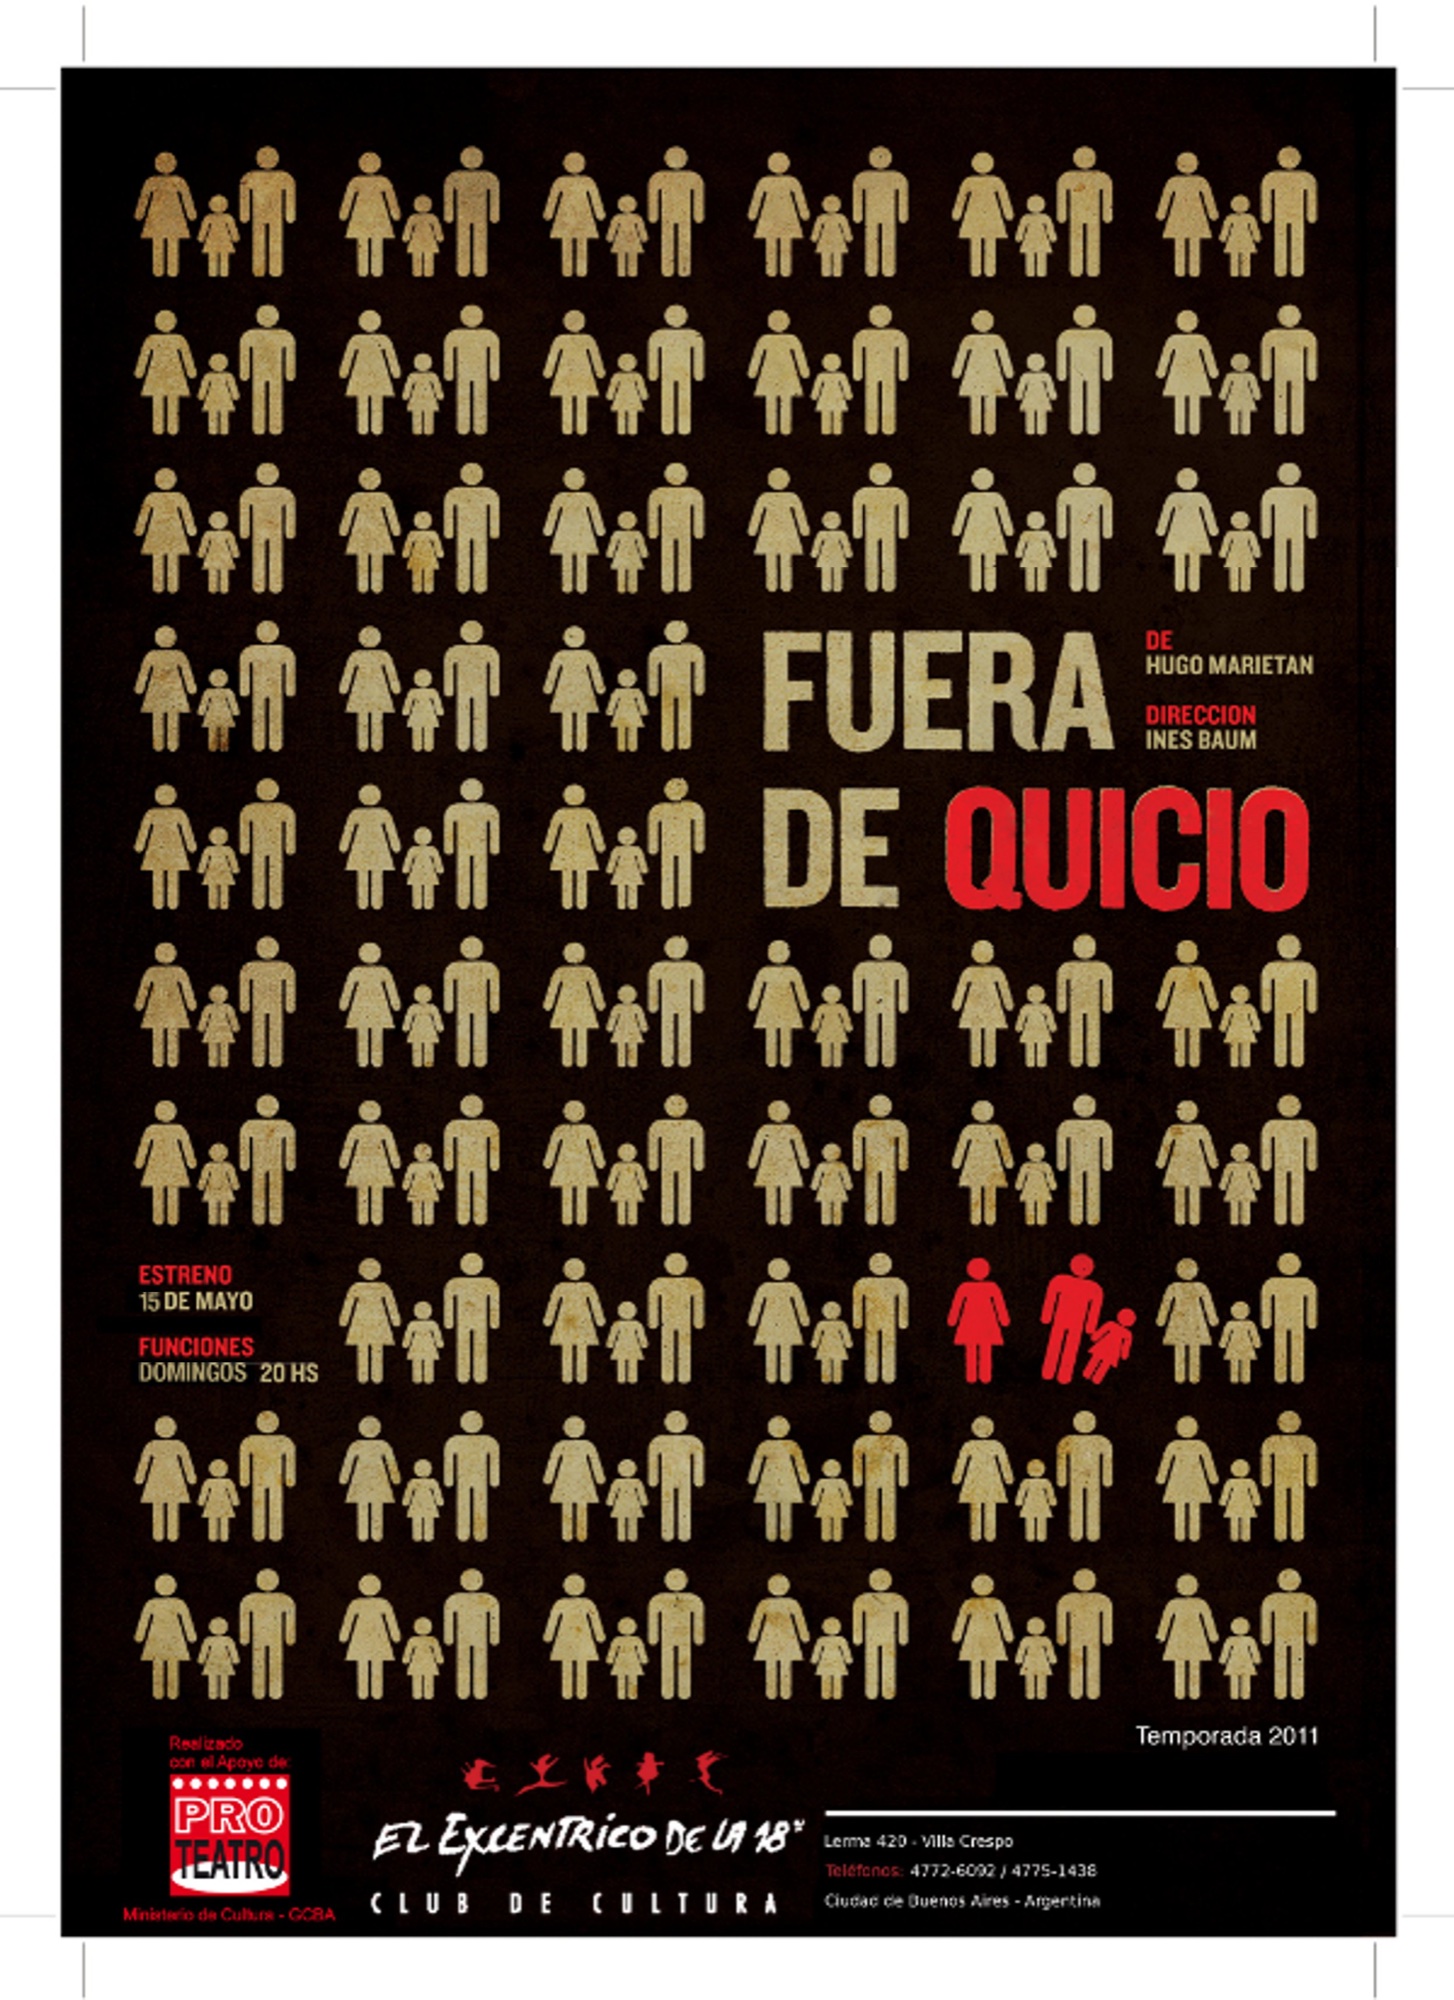 FUERA
DE QUICIO
DE
HUGO MARIETAN
DIRECCION
INES BAUM
ESTRENO
15 DE MAYO
FUNCIONES
DOMINGOS 20 HS
Temporada 2011
Realizado
con el Apoyo de:
PRO
TEATRO
Ministerio de Cultura - GCBA
EL EXCENTRICO DE LA 18ª
CLUB DE CULTURA
Lerma 420 - Villa Crespo
Teléfonos: 4772-6092 / 4775-1438
Ciudad de Buenos Aires - Argentina